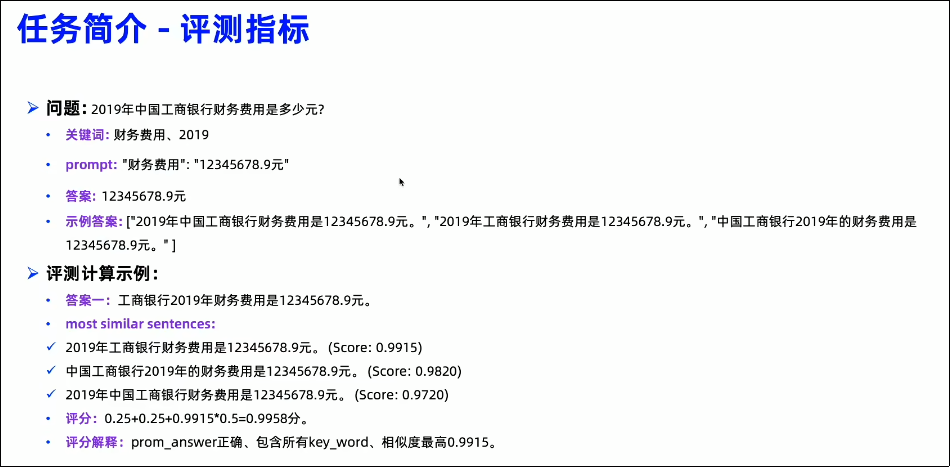 任务简介 - 评测指标
问题: 2019年中国工商银行财务费用是多少元?
关键词: 财务费用、2019
prompt: "财务费用": "12345678.9元"
答案: 12345678.9元
示例答案: ["2019年中国工商银行财务费用是12345678.9元。", "2019年工商银行财务费用是12345678.9元。", "中国工商银行2019年的财务费用是
12345678.9元。" ]
评测计算示例:
答案一: 工商银行2019年财务费用是12345678.9元。
most similar sentences:
2019年工商银行财务费用是12345678.9元。 (Score: 0.9915)
中国工商银行2019年的财务费用是12345678.9元。 (Score: 0.9820)
2019年中国工商银行财务费用是12345678.9元。 (Score: 0.9720)
评分: 0.25+0.25+0.9915*0.5=0.9958分。
评分解释: prom_answer正确、包含所有key_word、相似度最高0.9915。